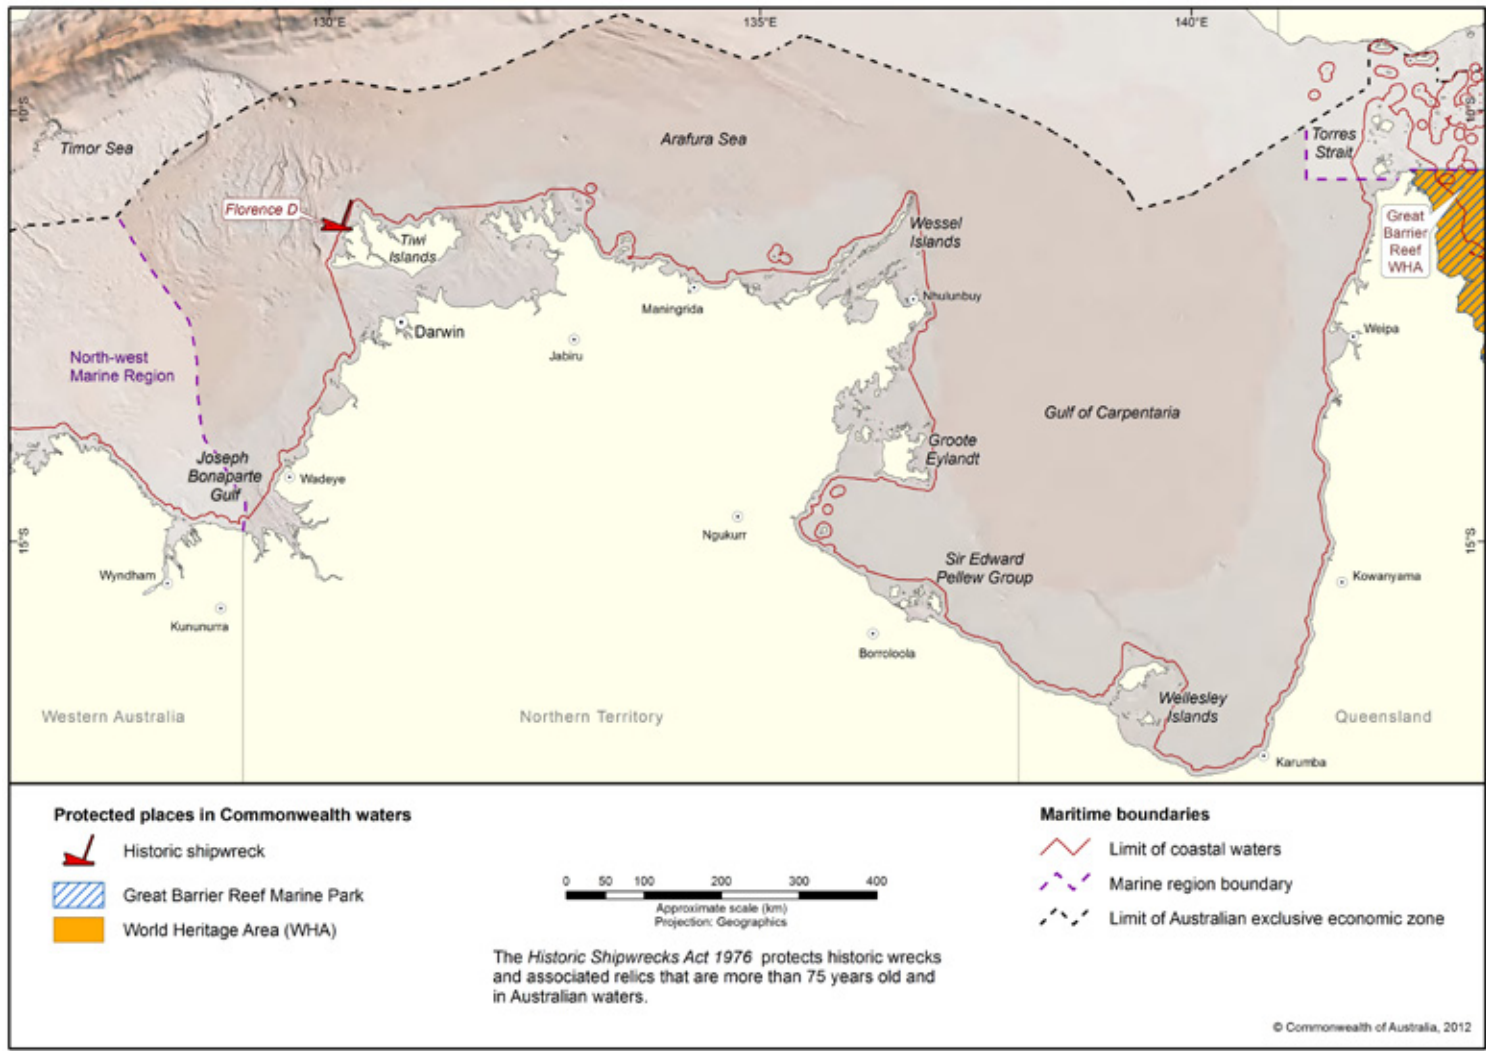 130°E
135°E
140°E
10°S
10°S
Timor Sea
Arafura Sea
Torres
Strait
Florence D
Tiwi
Islands
Wessel
Islands
Great
Barrier
Reef
WHA
Maningrida
Nhulunbuy
Darwin
Jabiru
Weipa
North-west
Marine Region
Gulf of Carpentaria
Groote
Eylandt
Joseph
Bonaparte
Gulf
Wadeye
Ngukurr
15°S
15°S
Sir Edward
Pellew Group
Wyndham
Kowanyama
Kununurra
Borroloola
Wellesley
Islands
Western Australia
Northern Territory
Queensland
Karumba
Protected places in Commonwealth waters
Historic shipwreck
Great Barrier Reef Marine Park
World Heritage Area (WHA)
0 50 100 200 300 400
Approximate scale (km)
Projection: Geographics
The Historic Shipwrecks Act 1976 protects historic wrecks
and associated relics that are more than 75 years old and
in Australian waters.
Maritime boundaries
Limit of coastal waters
Marine region boundary
Limit of Australian exclusive economic zone
© Commonwealth of Australia, 2012